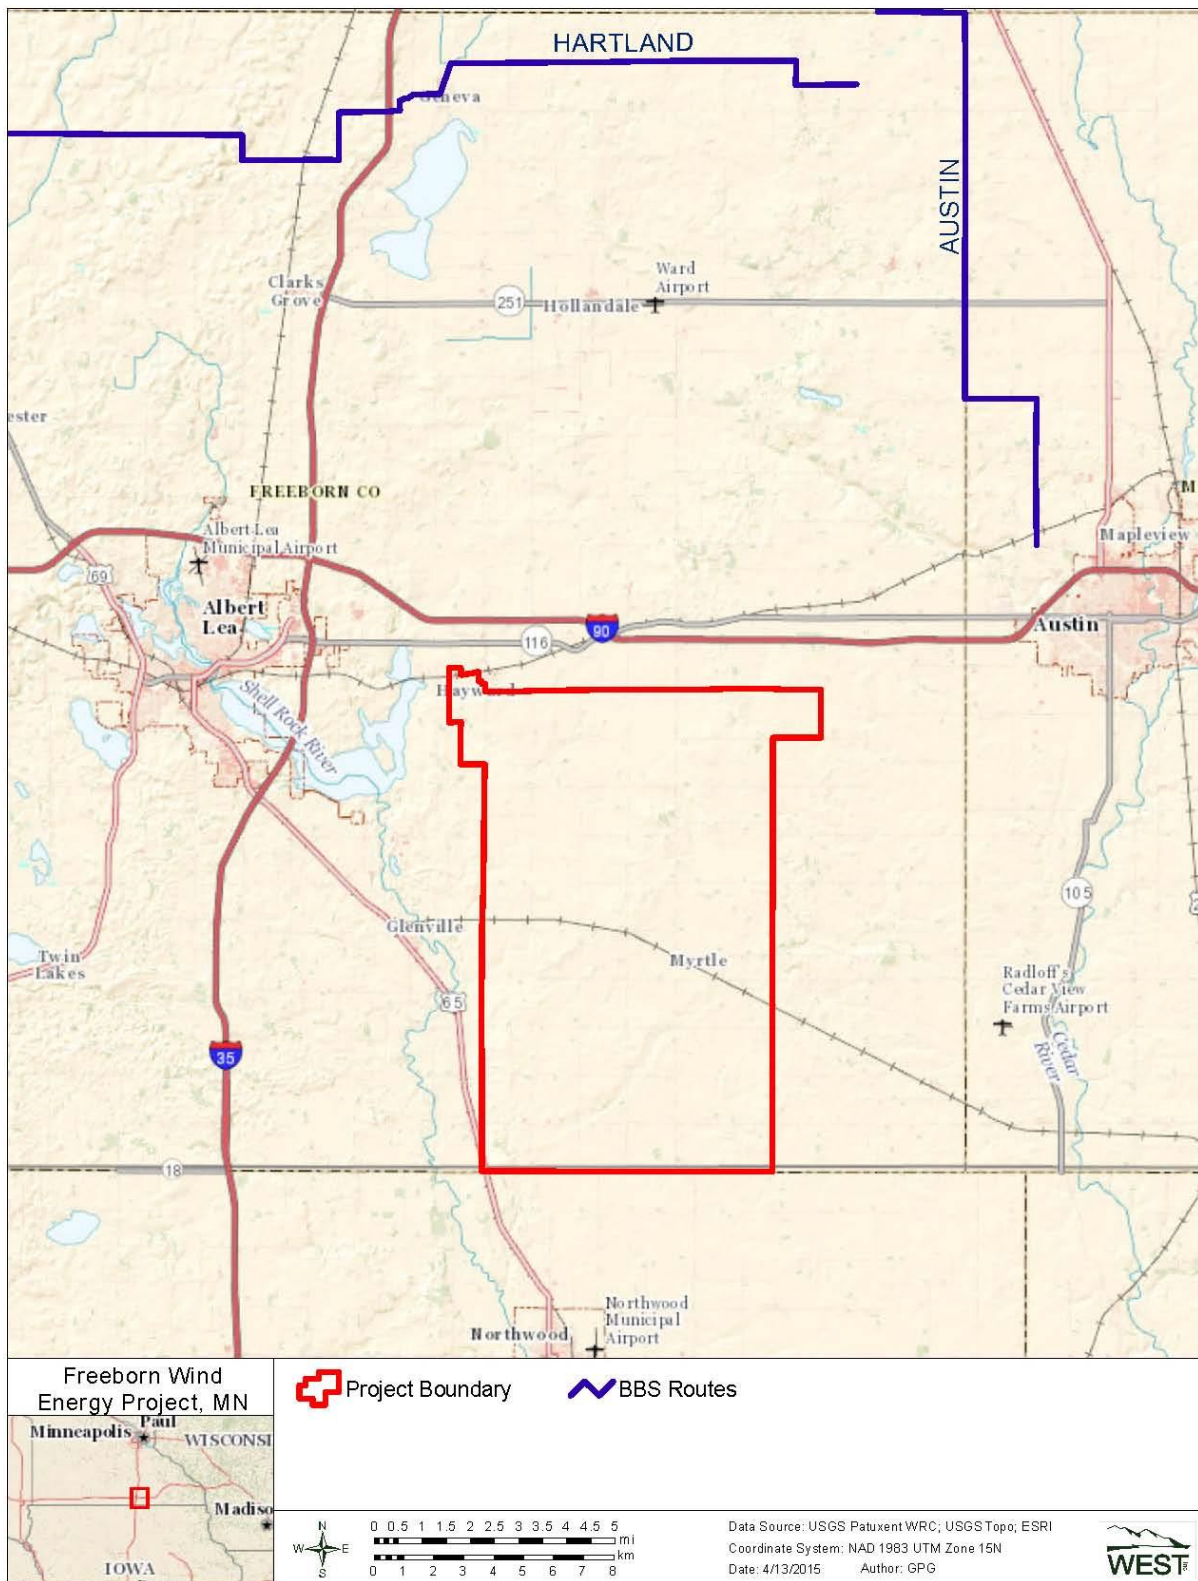 HARTLAND
Geneva
AUSTIN
Clarks
Grove
251
Hollandale
Ward
Airport
ester
FREEBORN CO
M
Albert Lea
Municipal Airport
Mapleview
69
Albert
Lea
116
90
Austin
Hayward
Shell Rock River
105
2
Glenville
Twin
Lakes
Myrtle
Radloff's
Cedar View
Farms Airport
65
Cedar
River
35
18
Northwood
Northwood
Municipal
Airport
Freeborn Wind
Energy Project, MN
Project Boundary
BBS Routes
Paul
Minneapolis
WISCONSI
Madiso
IOWA
N
W E
S
0 0.5 1 1.5 2 2.5 3 3.5 4 4.5 5
mi
km
0 1 2 3 4 5 6 7 8
Data Source: USGS Patuxent WRC; USGS Topo; ESRI
Coordinate System: NAD 1983 UTM Zone 15N
Date: 4/13/2015 Author: GPG
WEST